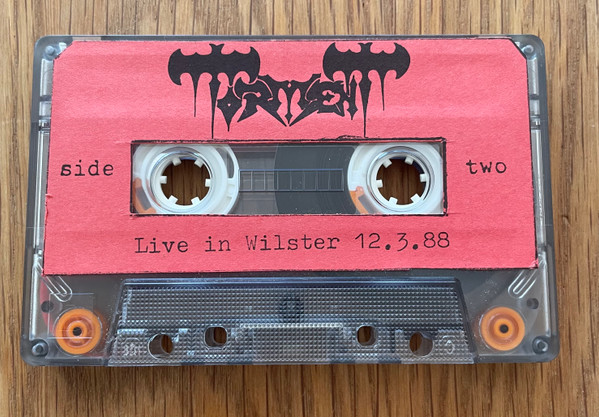 TORMENT
side two
Live in Wilster 12.3.88